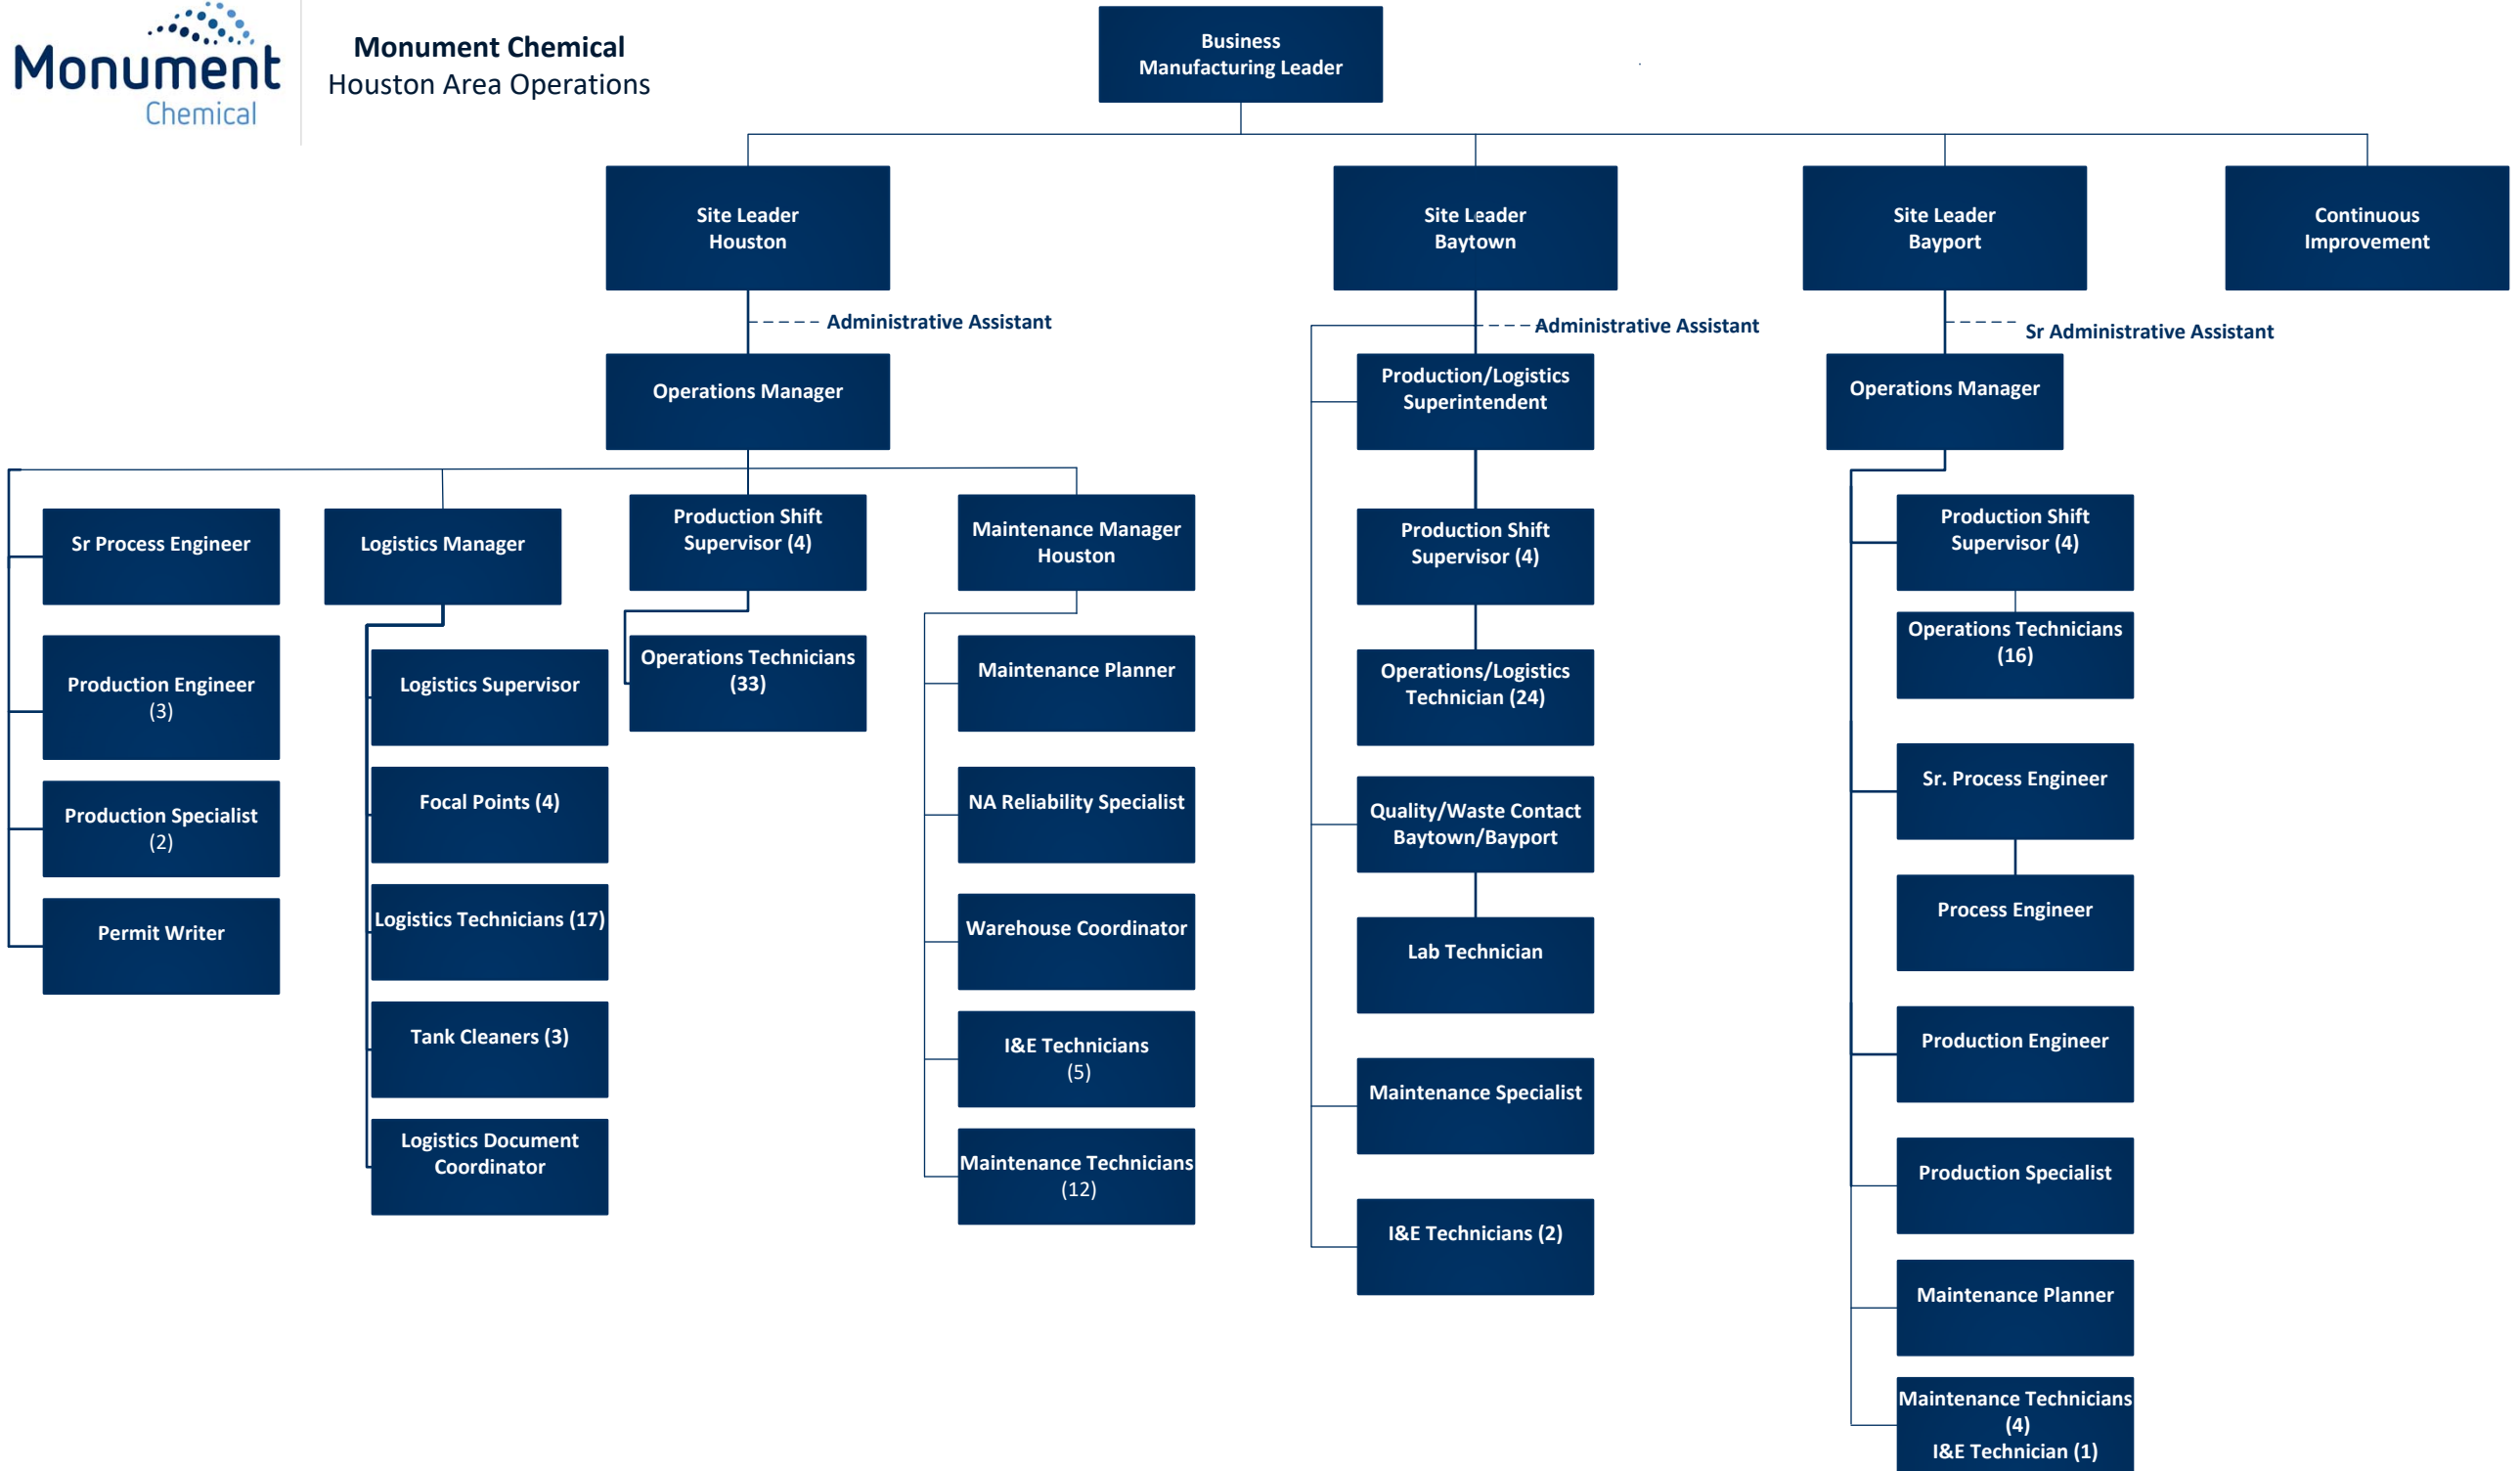 Monument
Chemical
Monument Chemical
Houston Area Operations
Business
Manufacturing Leader
Site Leader
Houston
Site Leader
Baytown
Site Leader
Bayport
Continuous
Improvement
Administrative Assistant
Administrative Assistant
Sr Administrative Assistant
Operations Manager
Production/Logistics
Superintendent
Operations Manager
Sr Process Engineer
Production Engineer
(3)
Production Specialist
(2)
Permit Writer
Logistics Manager
Logistics Supervisor
Focal Points (4)
Logistics Technicians (17)
Tank Cleaners (3)
Logistics Document
Coordinator
Production Shift
Supervisor (4)
Operations Technicians
(33)
Maintenance Manager
Houston
Maintenance Planner
NA Reliability Specialist
Warehouse Coordinator
I&E Technicians
(5)
Maintenance Technicians
(12)
Production Shift
Supervisor (4)
Operations/Logistics
Technician (24)
Quality/Waste Contact
Baytown/Bayport
Lab Technician
Maintenance Specialist
I&E Technicians (2)
Production Shift
Supervisor (4)
Operations Technicians
(16)
Sr. Process Engineer
Process Engineer
Production Engineer
Production Specialist
Maintenance Planner
Maintenance Technicians
(4)
I&E Technician (1)